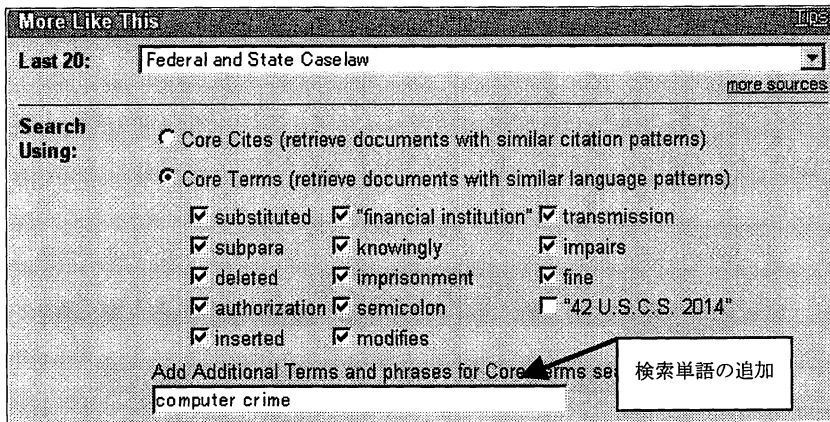 More Like This Tips
Last 20: Federal and State Caselaw
more sources
Search Using:
Core Cites (retrieve documents with similar citation patterns)
Core Terms (retrieve documents with similar language patterns)
substituted "financial institution" transmission
subpara knowingly impairs
deleted imprisonment fine
authorization semicolon "42 U.S.C.S. 2014"
inserted modifies
Add Additional Terms and phrases for Core
computer crime
検索単語の追加